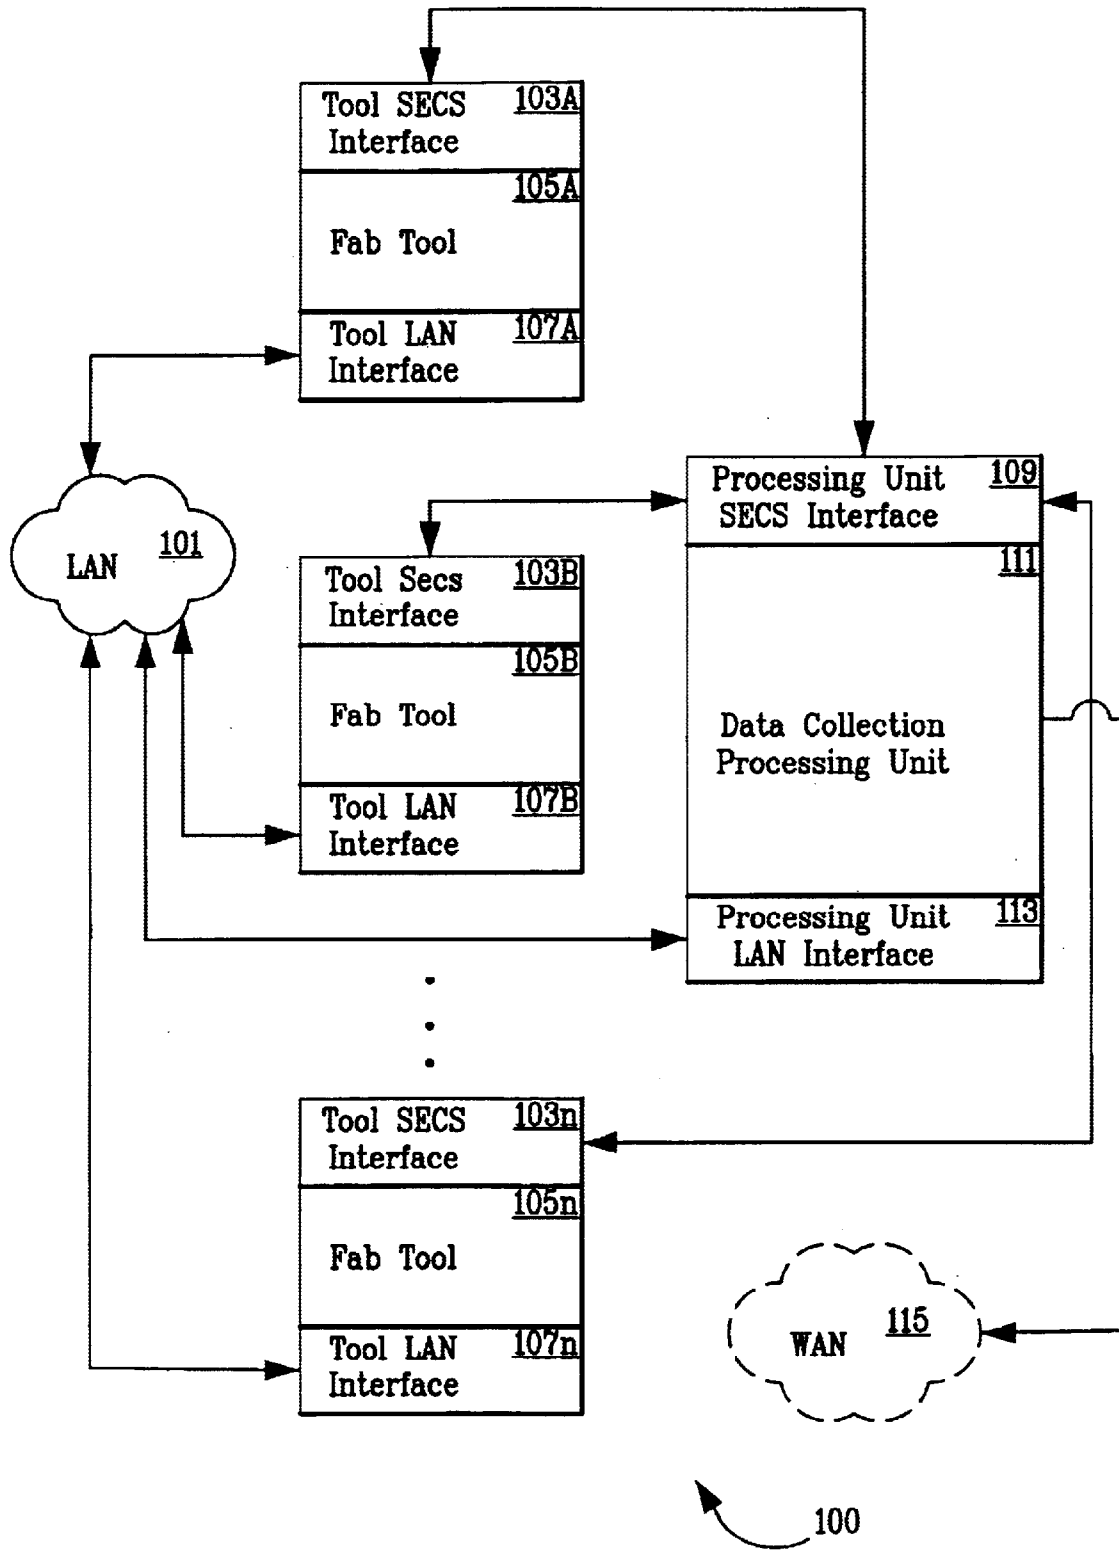 Tool SECS 103A
Interface
105A
Fab Tool
Tool LAN 107A
Interface
LAN 101
Processing Unit 109
SECS Interface
111
Data Collection
Processing Unit
Processing Unit 113
LAN Interface
Tool Secs 103B
Interface
105B
Fab Tool
Tool LAN 107B
Interface
Tool SECS 103n
Interface
105n
Fab Tool
Tool LAN 107n
Interface
WAN 115
100